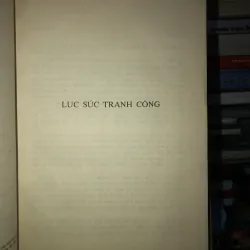 LỤC SÚC TRANH CÔNG